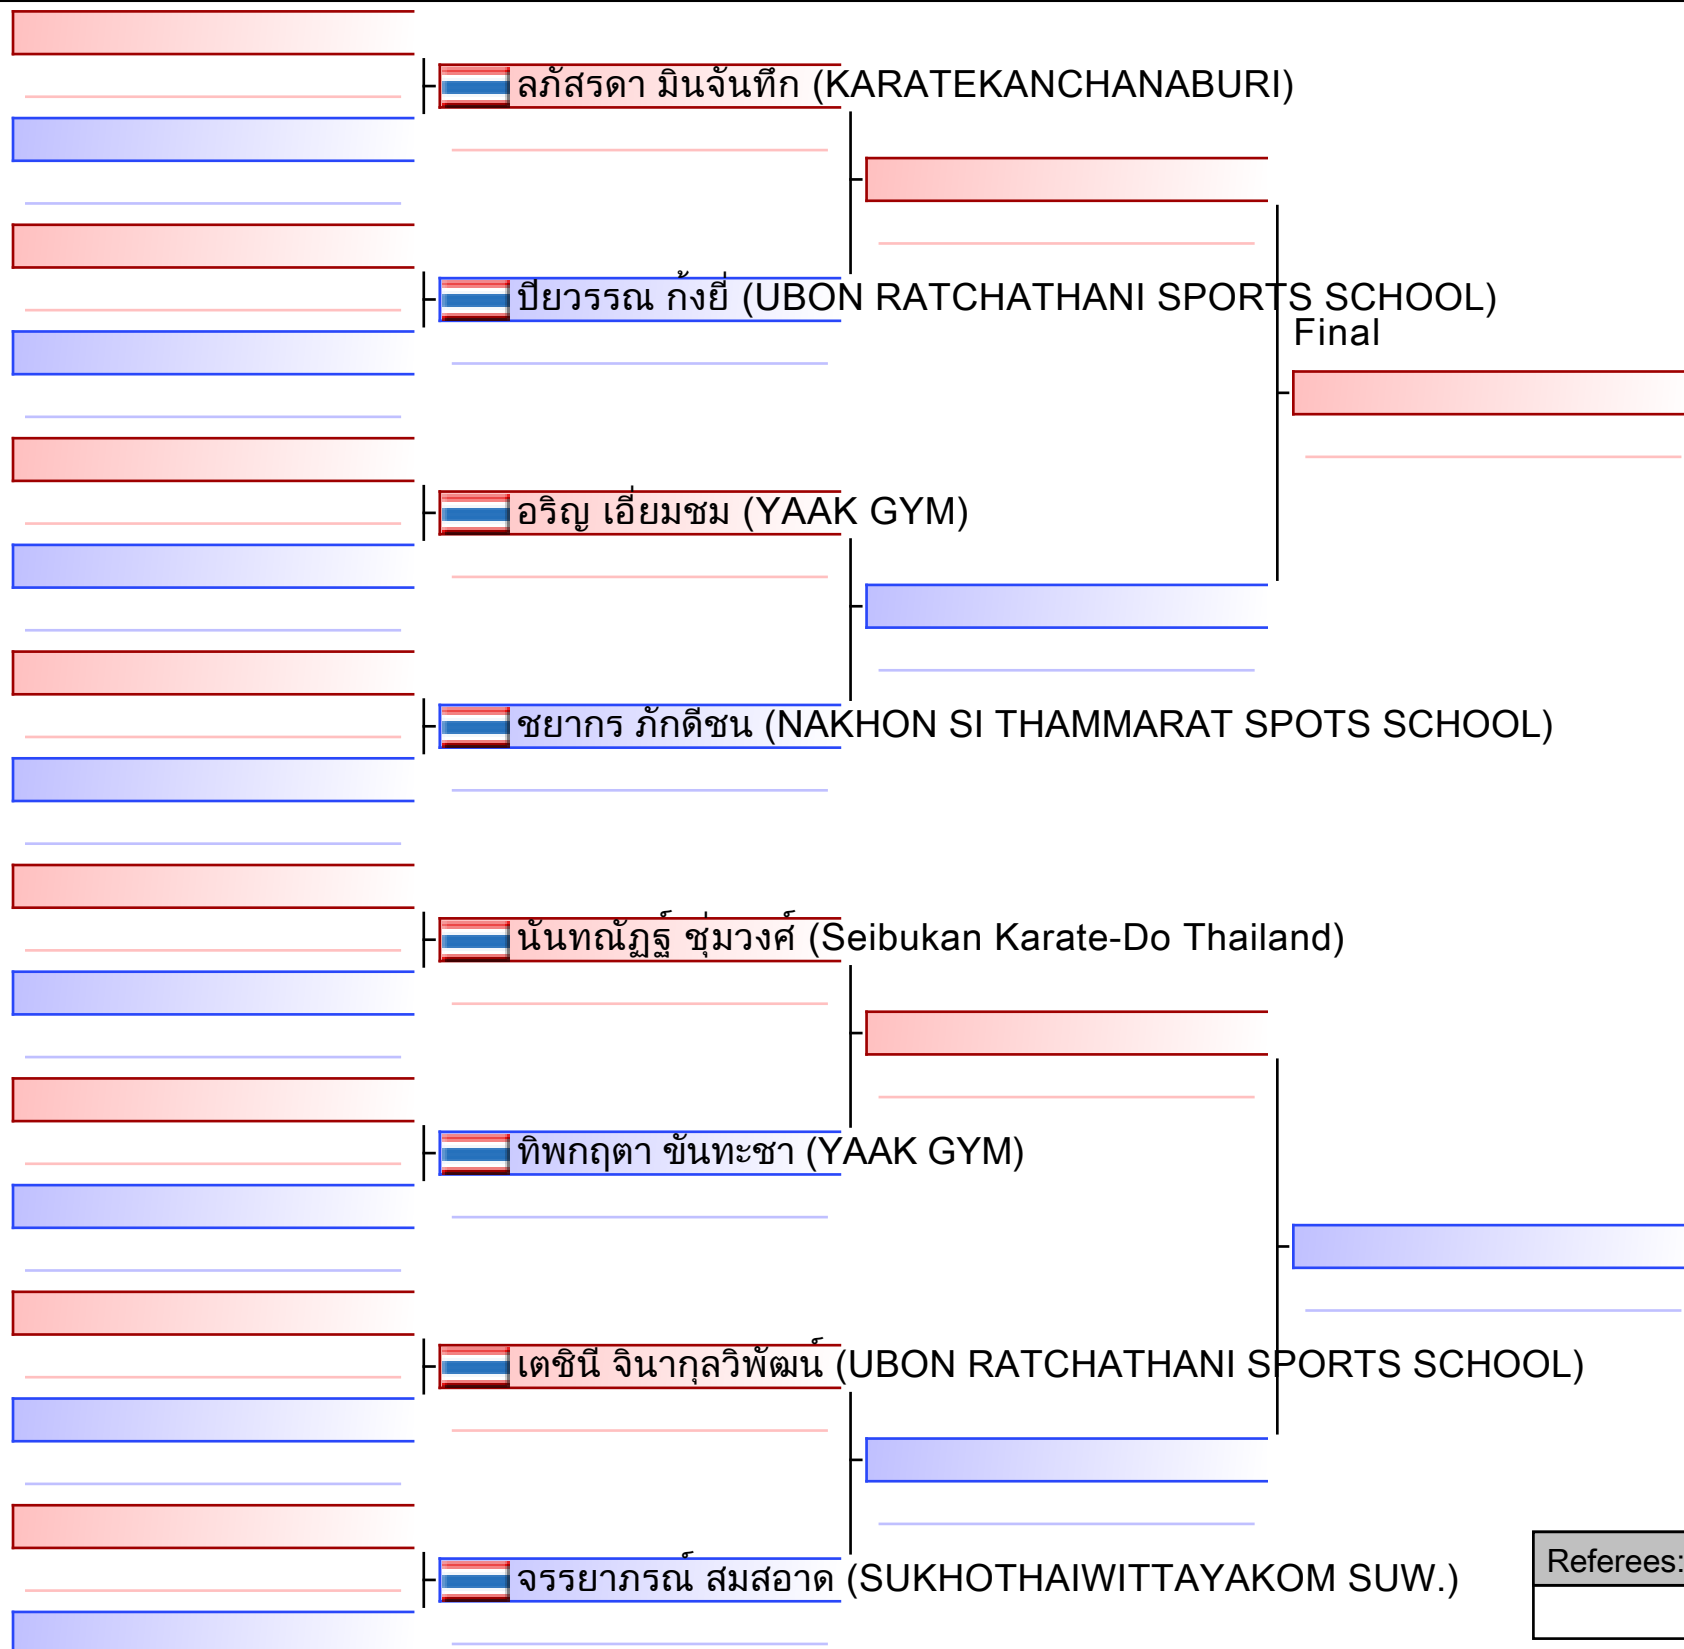 ลภัสรดา มินจันทึก (KARATEKANCHANABURI)
ปิยวรรณ กั้งยี่ (UBON RATCHATHANI SPORTS SCHOOL)
Final
อริญ เอี่ยมชม (YAAK GYM)
ชยากร ภักดีชน (NAKHON SI THAMMARAT SPOTS SCHOOL)
นันทณัฏฐ์ ชุ่มวงศ์ (Seibukan Karate-Do Thailand)
ทิพกฤตา ขันทะชา (YAAK GYM)
เตชินี จินากุลวิพัฒน์ (UBON RATCHATHANI SPORTS SCHOOL)
จรรยาภรณ์ สมสอาด (SUKHOTHAIWITTAYAKOM SUW.)
Referees: